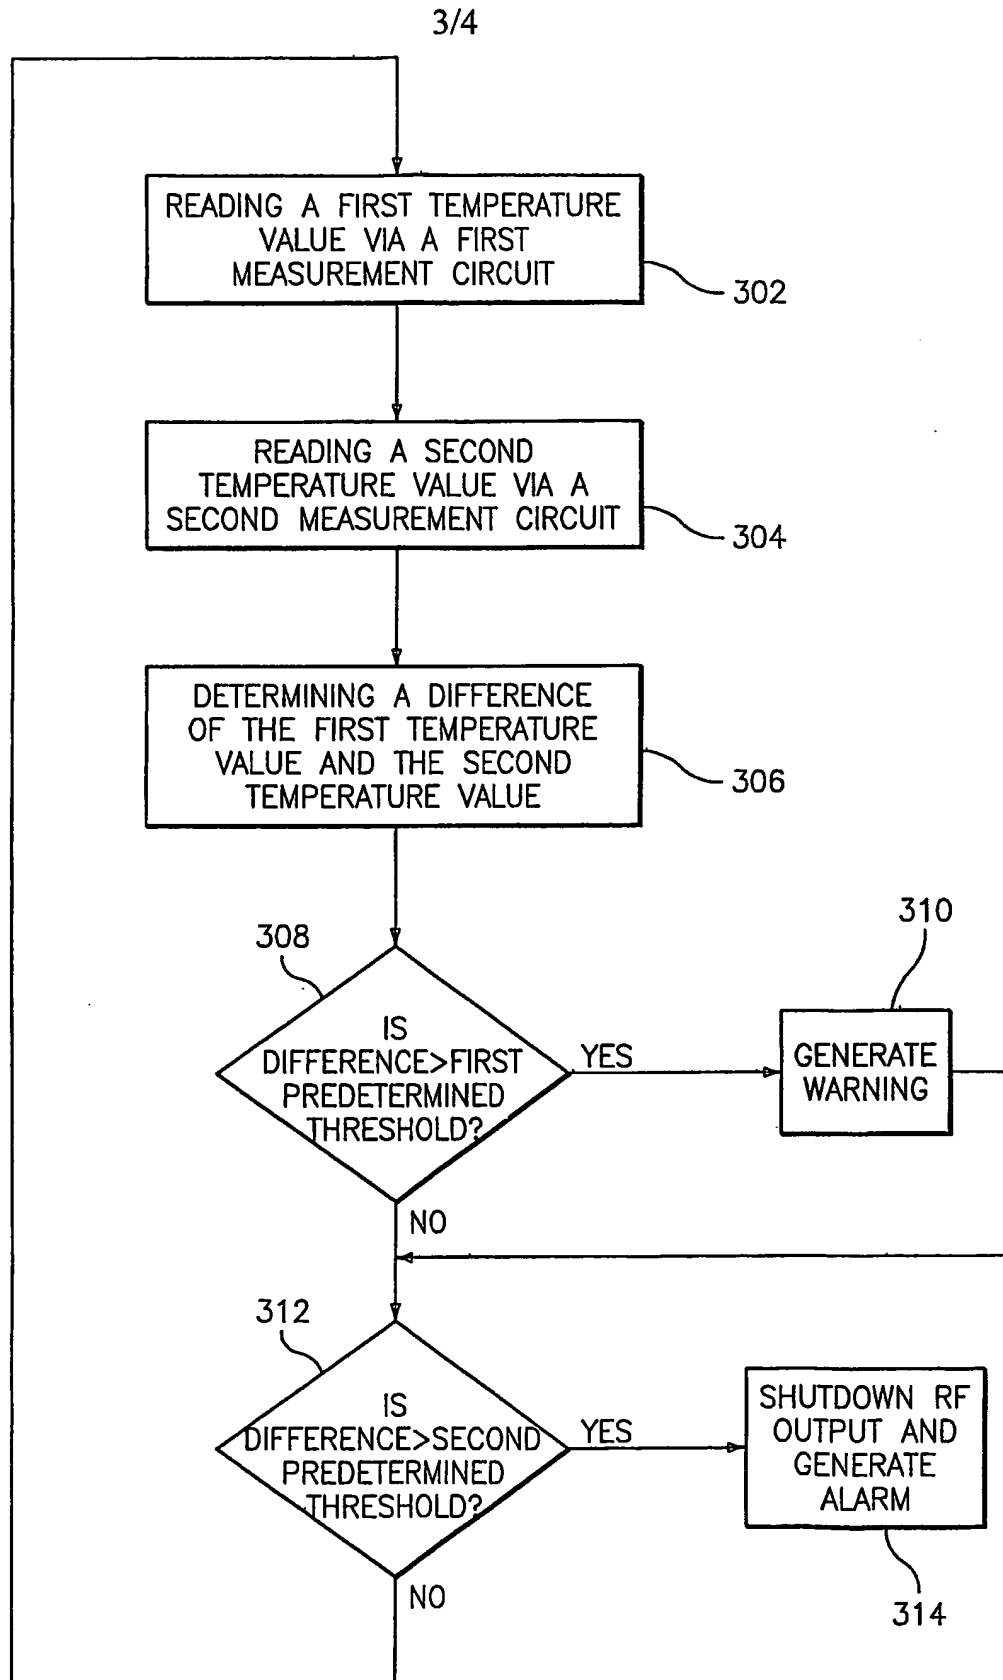 3/4
READING A FIRST TEMPERATURE
VALUE VIA A FIRST
MEASUREMENT CIRCUIT
302
READING A SECOND
TEMPERATURE VALUE VIA A
SECOND MEASUREMENT CIRCUIT
304
DETERMINING A DIFFERENCE
OF THE FIRST TEMPERATURE
VALUE AND THE SECOND
TEMPERATURE VALUE
306
308
IS
DIFFERENCE>FIRST
PREDETERMINED
THRESHOLD?
YES
310
GENERATE
WARNING
NO
312
IS
DIFFERENCE>SECOND
PREDETERMINED
THRESHOLD?
YES
SHUTDOWN RF
OUTPUT AND
GENERATE
ALARM
314
NO